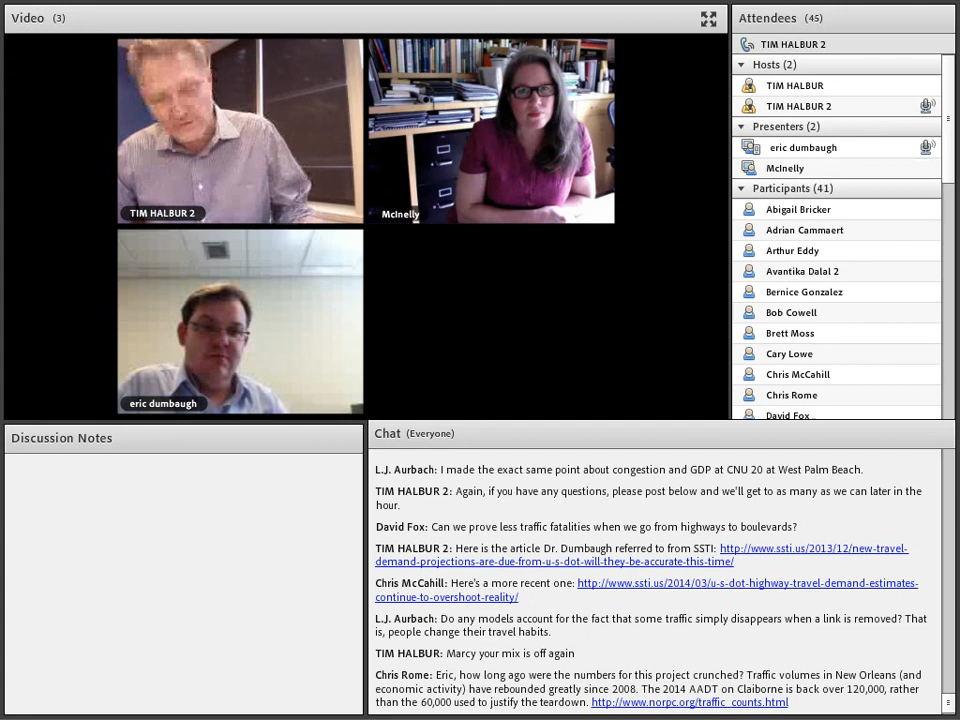 Video (3)
TIM HALBUR 2
McInelly
eric dumbaugh
Attendees (45)
TIM HALBUR 2
Hosts (2)
TIM HALBUR
TIM HALBUR 2
Presenters (2)
eric dumbaugh
McInelly
Participants (41)
Abigail Bricker
Adrian Cammaert
Arthur Eddy
Avantika Dalal 2
Bernice Gonzalez
Bob Cowell
Brett Moss
Cary Lowe
Chris McCahill
Chris Rome
David Fox
Discussion Notes
Chat (Everyone)
L.J. Aurbach: I made the exact same point about congestion and GDP at CNU 20 at West Palm Beach.
TIM HALBUR 2: Again, if you have any questions, please post below and we'll get to as many as we can later in the
hour.
David Fox: Can we prove less traffic fatalities when we go from highways to boulevards?
TIM HALBUR 2: Here is the article Dr. Dumbaugh referred to from SSTI: http://www.ssti.us/2013/12/new-travel-
demand-projections-are-due-from-u-s-dot-will-they-be-accurate-this-time/
Chris McCahill: Here's a more recent one: http://www.ssti.us/2014/03/u-s-dot-highway-travel-demand-estimates-
continue-to-overshoot-reality/
L.J. Aurbach: Do any models account for the fact that some traffic simply disappears when a link is removed? That
is, people change their travel habits.
TIM HALBUR: Marcy your mix is off again
Chris Rome: Eric, how long ago were the numbers for this project crunched? Traffic volumes in New Orleans (and
economic activity) have rebounded greatly since 2008. The 2014 AADT on Claiborne is back over 120,000, rather
than the 60,000 used to justify the teardown. http://www.norpc.org/traffic_counts.html